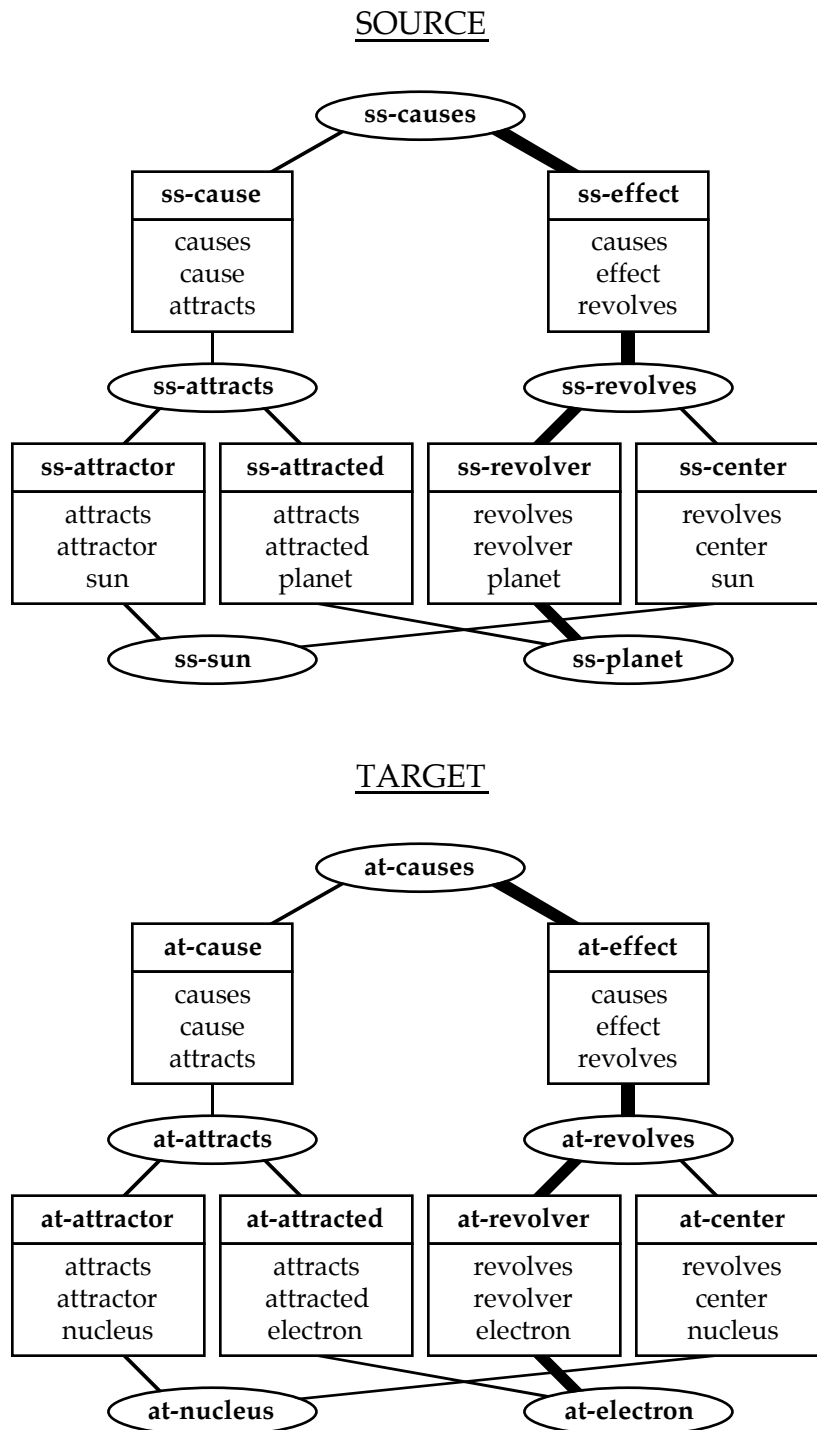 SOURCE
ss-causes
ss-cause
causes
cause
attracts
ss-effect
causes
effect
revolves
ss-attracts
ss-revolves
ss-attractor
attracts
attractor
sun
ss-attracted
attracts
attracted
planet
ss-revolver
revolves
revolver
planet
ss-center
revolves
center
sun
ss-sun
ss-planet
TARGET
at-causes
at-cause
causes
cause
attracts
at-effect
causes
effect
revolves
at-attracts
at-revolves
at-attractor
attracts
attractor
nucleus
at-attracted
attracts
attracted
electron
at-revolver
revolves
revolver
electron
at-center
revolves
center
nucleus
at-nucleus
at-electron